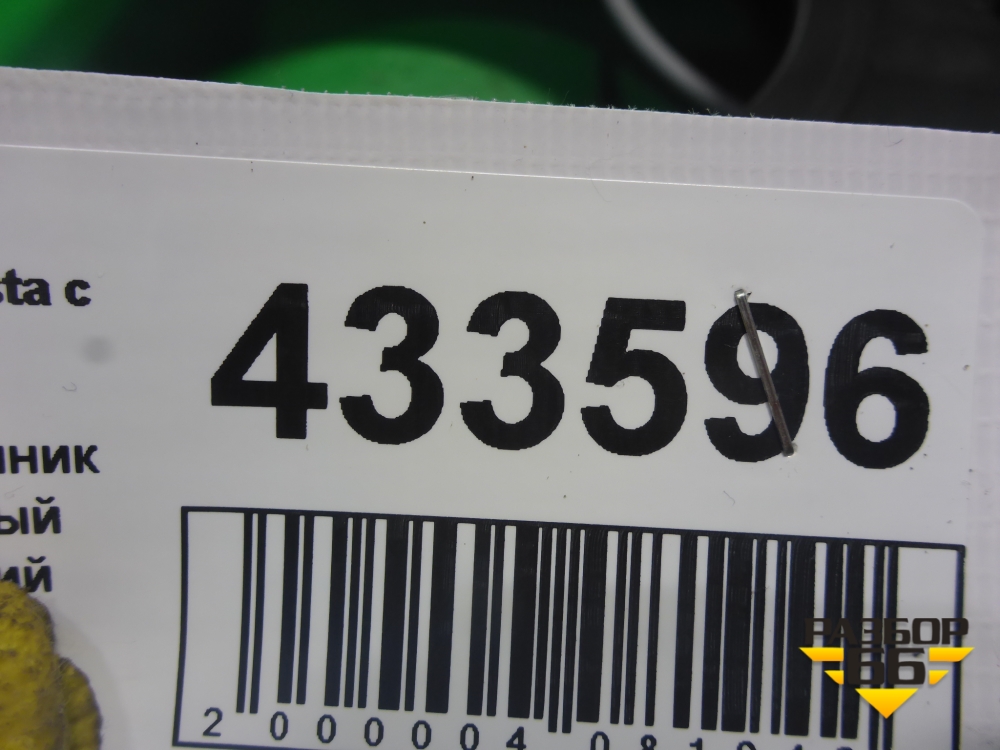 sta с
433596
ник
ый
ий
2 000004 081
РАЗБОР
66